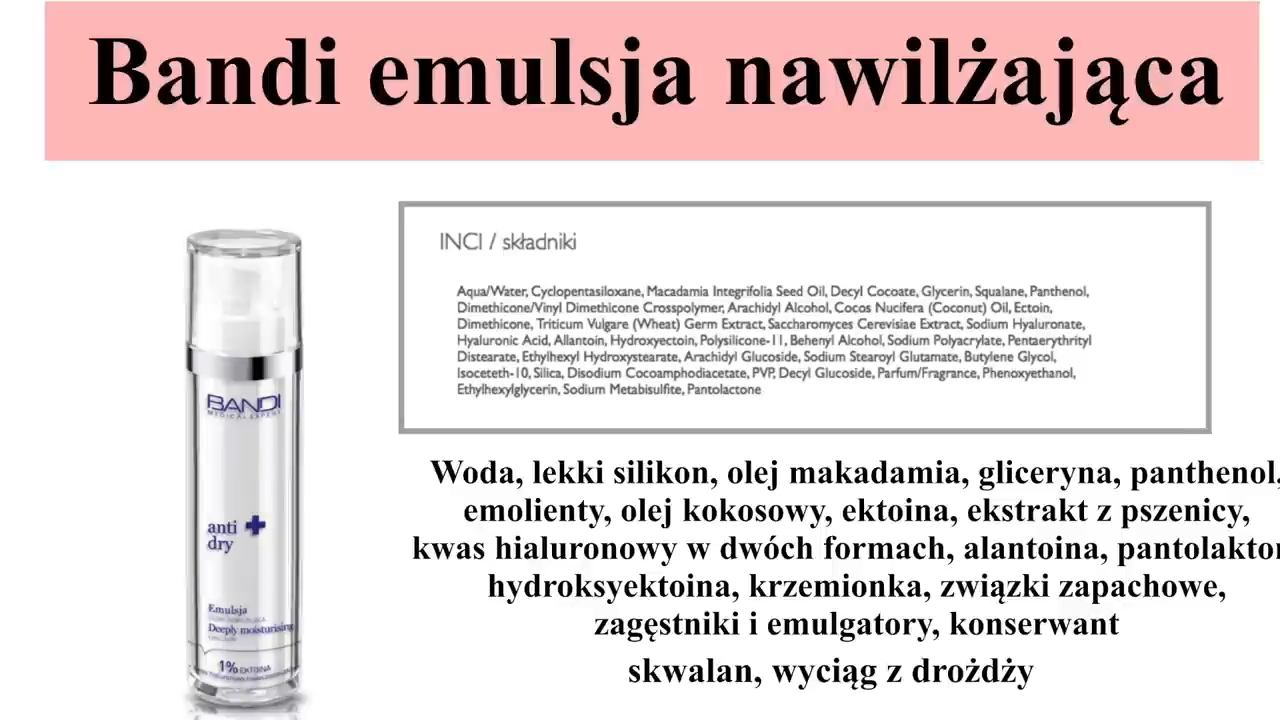 Bandi emulsja nawilżająca
INCI / składniki
Aqua/Water, Cyclopentasiloxane, Macadamia Integrifolia Seed Oil, Decyl Cocoate, Glycerin, Squalane, Panthenol,
Dimethicone/Vinyl Dimethicone Crosspolymer, Arachidyl Alcohol, Cocos Nucifera (Coconut) Oil, Ectoin,
Dimethicone, Triticum Vulgare (Wheat) Germ Extract, Saccharomyces Cerevisiae Extract, Sodium Hyaluronate,
Hyaluronic Acid, Allantoin, Hydroxyectoin, Polysilicone-11, Behenyl Alcohol, Sodium Polyacrylate, Pentaerythrityl
Distearate, Ethylhexyl Hydroxystearate, Arachidyl Glucoside, Sodium Stearoyl Glutamate, Butylene Glycol,
Isoceteth-10, Silica, Disodium Cocoamphodiacetate, PVP, Decyl Glucoside, Parfum/Fragrance, Phenoxyethanol,
Ethylhexylglycerin, Sodium Metabisulfite, Pantolactone
BANDI
MEDICAL EXPERT
anti
dry
Emulsja
Deeply moisturising
1% EKTOINA
Woda, lekki silikon, olej makadamia, gliceryna, panthenol,
emolienty, olej kokosowy, ektoina, ekstrakt z pszenicy,
kwas hialuronowy w dwóch formach, alantoina, pantolakton
hydroksyektoina, krzemionka, związki zapachowe,
zagęstniki i emulgatory, konserwant
skwalan, wyciąg z drożdży